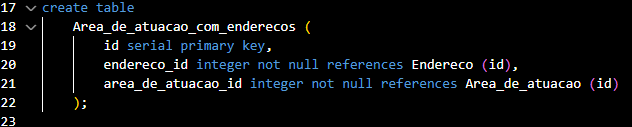 17 create table
18 Area_de_atuacao_com_enderecos (
19 id serial primary key,
20 endereco_id integer not null references Endereco (id),
21 area_de_atuacao_id integer not null references Area_de_atuacao (id)
22 );
23